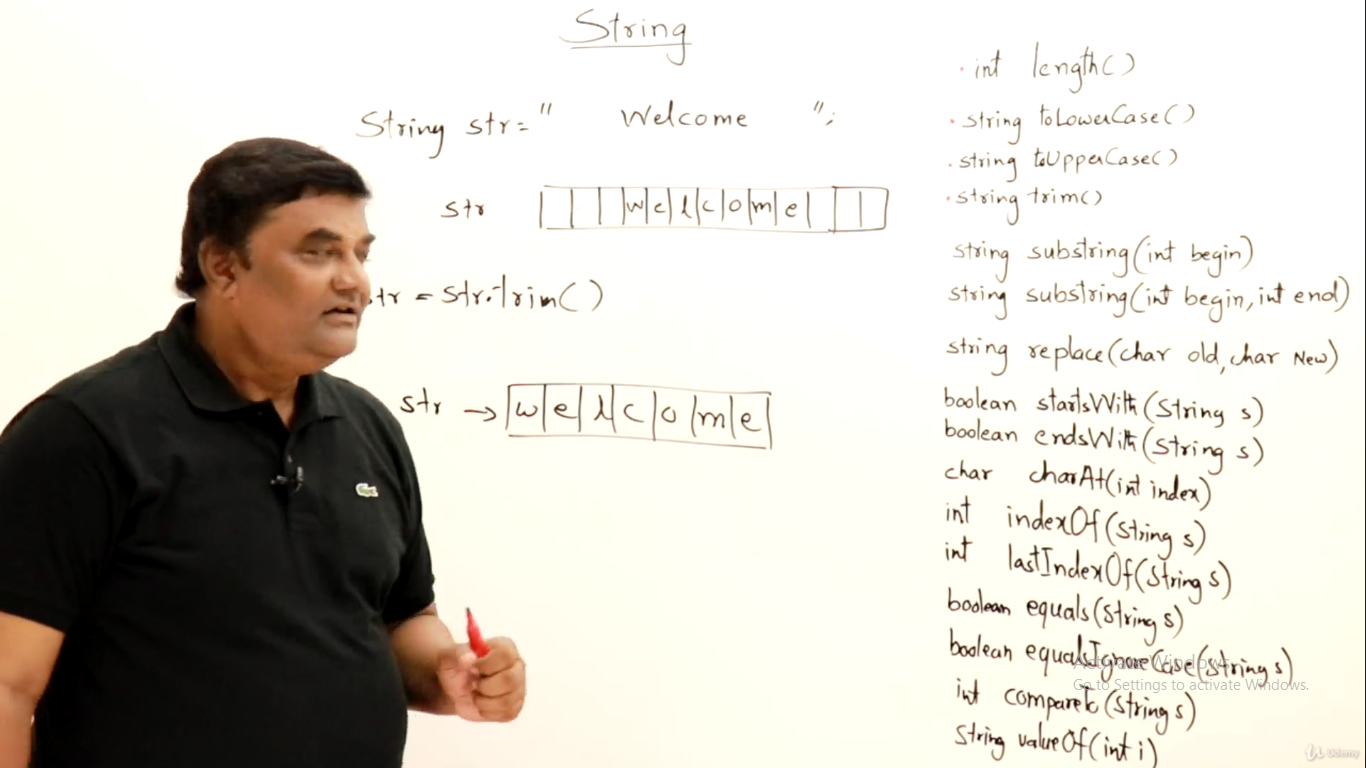 String
String str = "    Welcome    ";
str | | | |w|e|l|c|o|m|e| | | |
str = str.trim()
str → |w|e|l|c|o|m|e|
· int length()
· string toLowerCase()
· string toUpperCase()
· string trim()
string substring(int begin)
string substring(int begin, int end)
string replace(char old, char New)
boolean startsWith(String s)
boolean endsWith(String s)
char charAt(int index)
int indexOf(String s)
int lastIndexOf(String s)
boolean equals(String s)
boolean equalsIgnoreCase(String s)
int compareTo(String s)
string valueOf(int i)
Activate Windows
Go to Settings to activate Windows.
Udemy